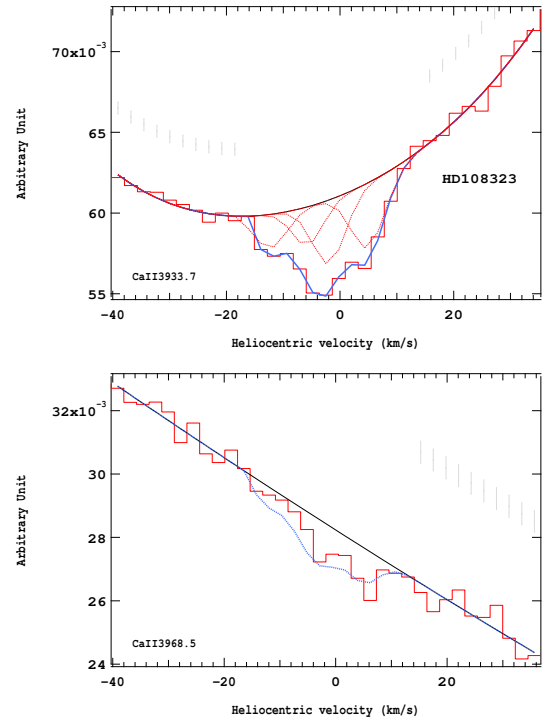 70x10⁻³
65
60
55
Arbitrary Unit
HD108323
CaII3933.7
-40 -20 0 20
Heliocentric velocity (km/s)
32x10⁻³
30
28
26
24
Arbitrary Unit
CaII3968.5
-40 -20 0 20
Heliocentric velocity (km/s)